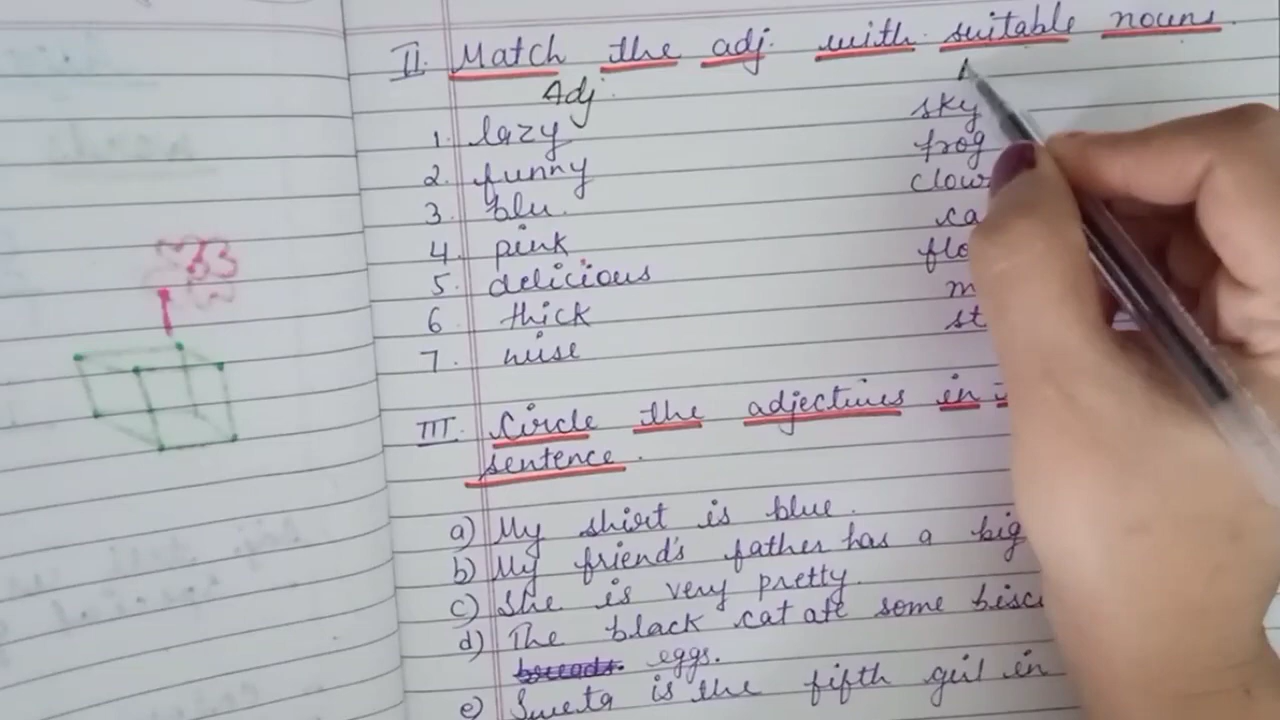 II. Match the adj. with suitable nouns.
Adj.
1. lazy sky
2. funny frog
3. blu.
4. pink
5. delicious
6 thick
7. wise
III. Circle the adjectives in
sentence.
a) My shirt is blue.
b) My friend's father has a big
c) She is very pretty.
d) The black cat ate some
eggs.
e) Sweta is the fifth girl in